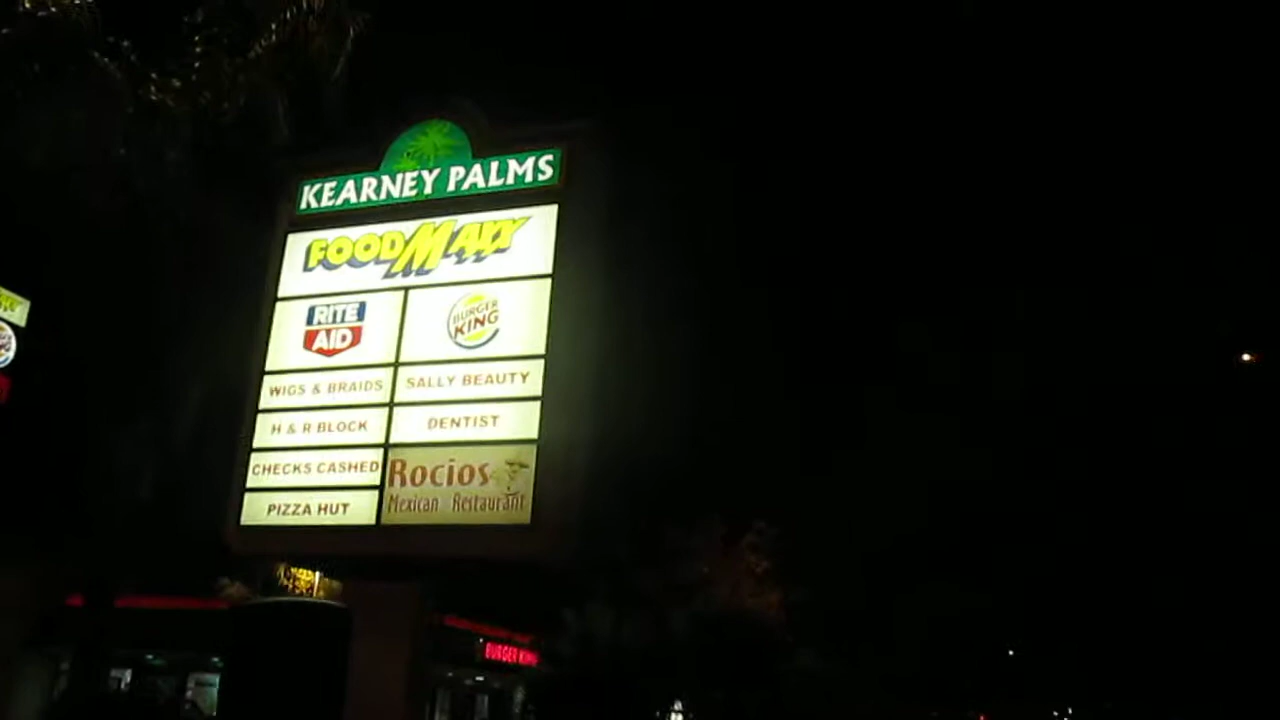 KEARNEY PALMS
FOODMAXX
RITE
AID
BURGER
KING
WIGS & BRAIDS
SALLY BEAUTY
H & R BLOCK
DENTIST
CHECKS CASHED
Rocios
Mexican Restaurant
PIZZA HUT
BURGER KING